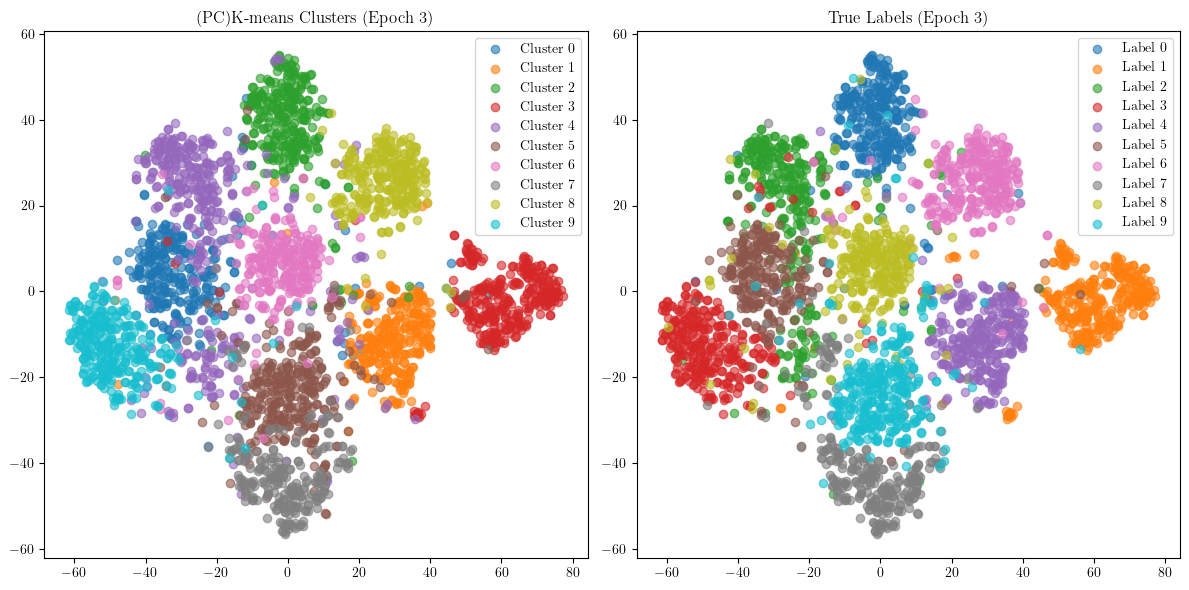 (PC)K-means Clusters (Epoch 3)
60
40
20
0
−20
−40
−60
−60
−40
−20
0
20
40
60
80
Cluster 0
Cluster 1
Cluster 2
Cluster 3
Cluster 4
Cluster 5
Cluster 6
Cluster 7
Cluster 8
Cluster 9
True Labels (Epoch 3)
60
40
20
0
−20
−40
−60
−60
−40
−20
0
20
40
60
80
Label 0
Label 1
Label 2
Label 3
Label 4
Label 5
Label 6
Label 7
Label 8
Label 9